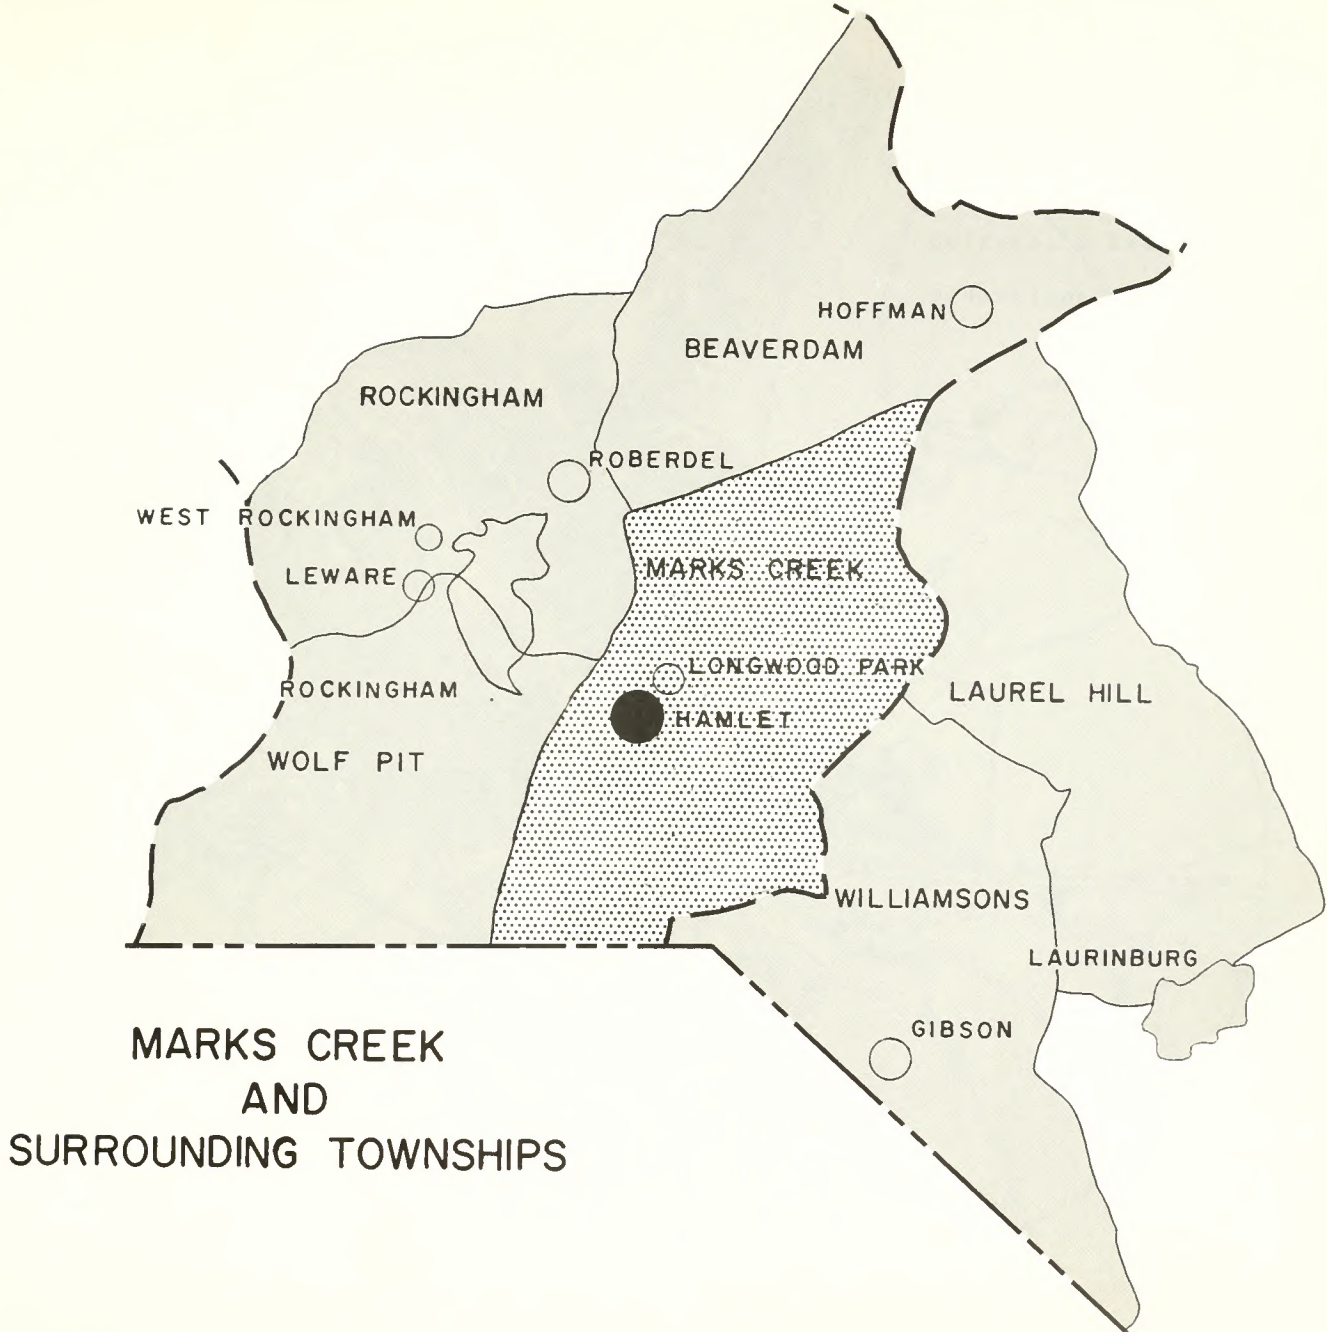 HOFFMAN
BEAVERDAM
ROCKINGHAM
ROBERDEL
WEST ROCKINGHAM
LEWARE
MARKS CREEK
LONGWOOD PARK
ROCKINGHAM
LAUREL HILL
HAMLET
WOLF PIT
WILLIAMSONS
LAURINBURG
GIBSON
MARKS CREEK
AND
SURROUNDING TOWNSHIPS